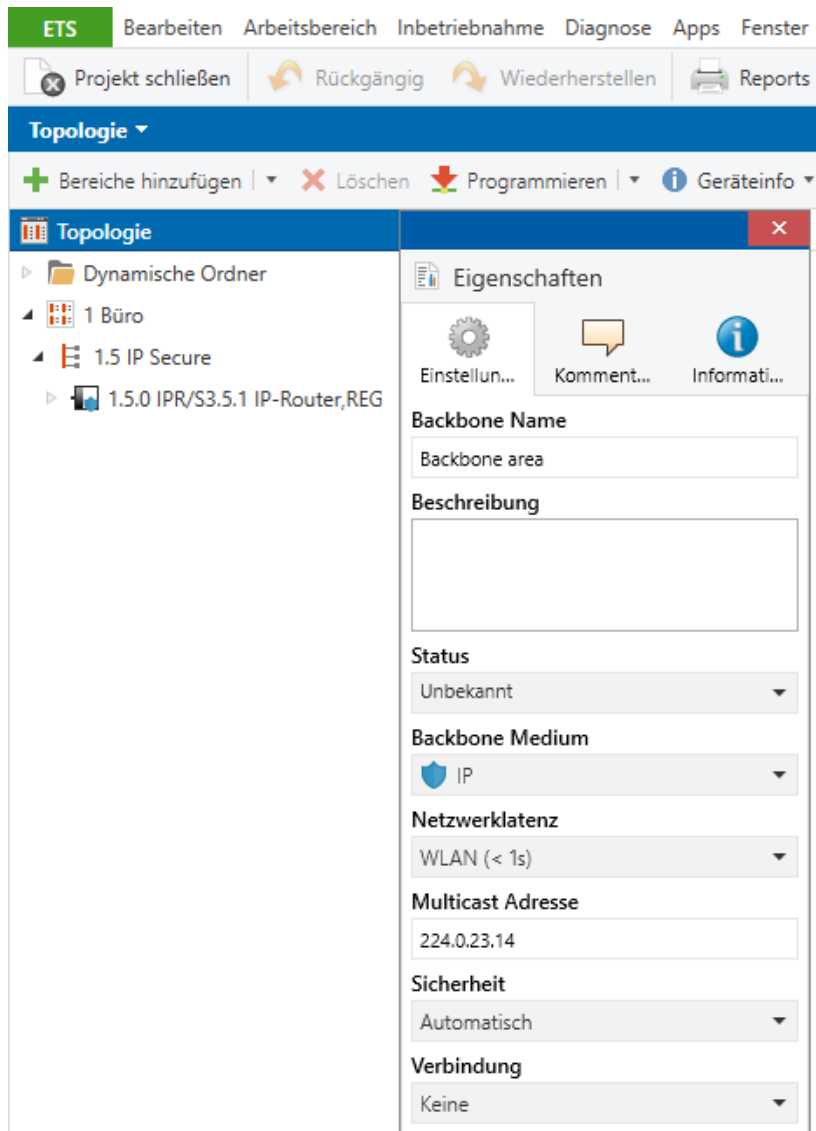 ETS Bearbeiten Arbeitsbereich Inbetriebnahme Diagnose Apps Fenster
Projekt schließen Rückgängig Wiederherstellen Reports
Topologie
Bereiche hinzufügen Löschen Programmieren Geräteinfo
Topologie
Dynamische Ordner
1 Büro
1.5 IP Secure
1.5.0 IPR/S3.5.1 IP-Router,REG
Eigenschaften
Einstellun... Komment... Informati...
Backbone Name
Backbone area
Beschreibung
Status
Unbekannt
Backbone Medium
IP
Netzwerklatenz
WLAN (< 1s)
Multicast Adresse
224.0.23.14
Sicherheit
Automatisch
Verbindung
Keine